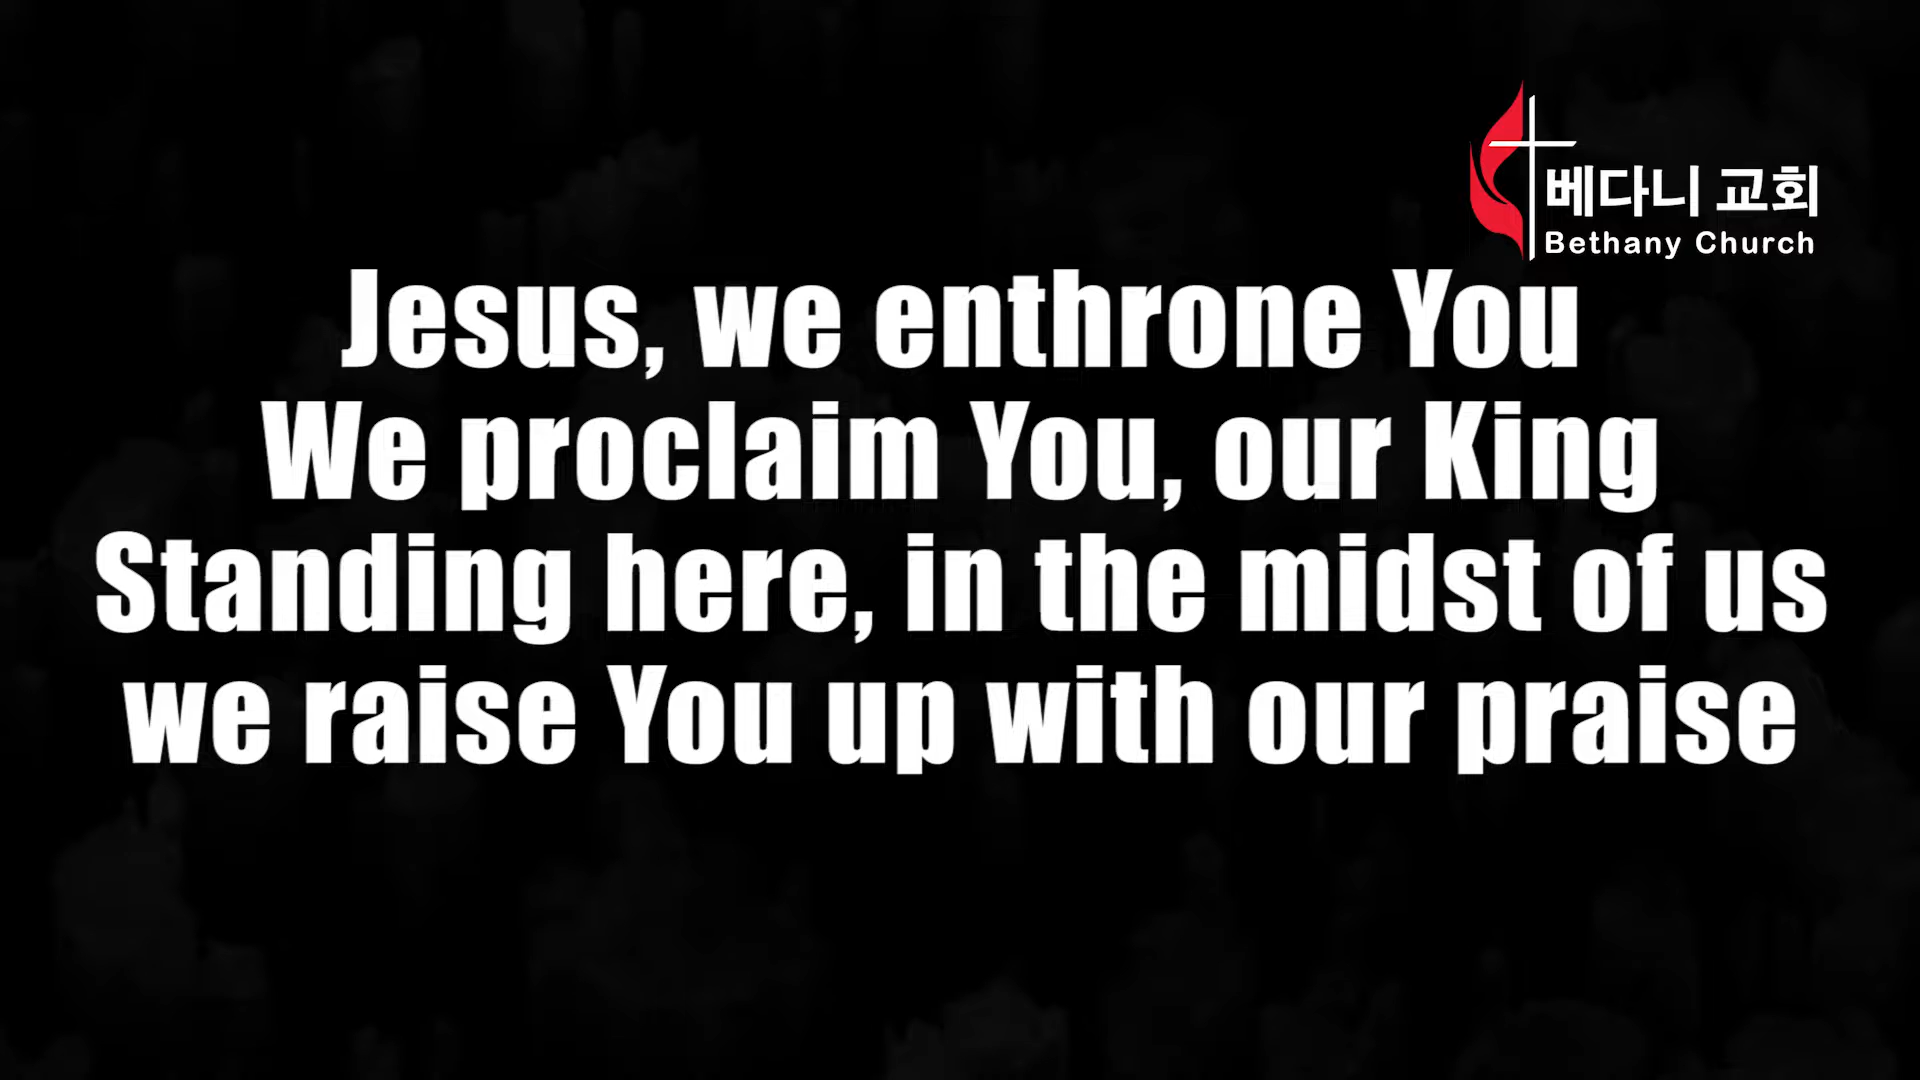 베다니 교회
Bethany Church
Jesus, we enthrone You
We proclaim You, our King
Standing here, in the midst of us
we raise You up with our praise